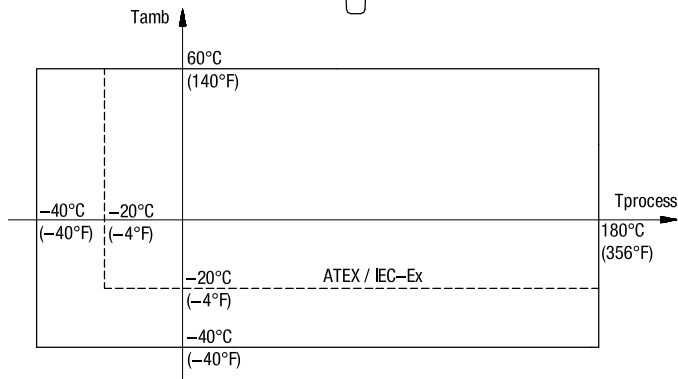 Tamb
60°C
(140°F)
Tprocess
−40°C
(−40°F)
−20°C
(−4°F)
180°C
(356°F)
−20°C
(−4°F)
ATEX / IEC−Ex
−40°C
(−40°F)